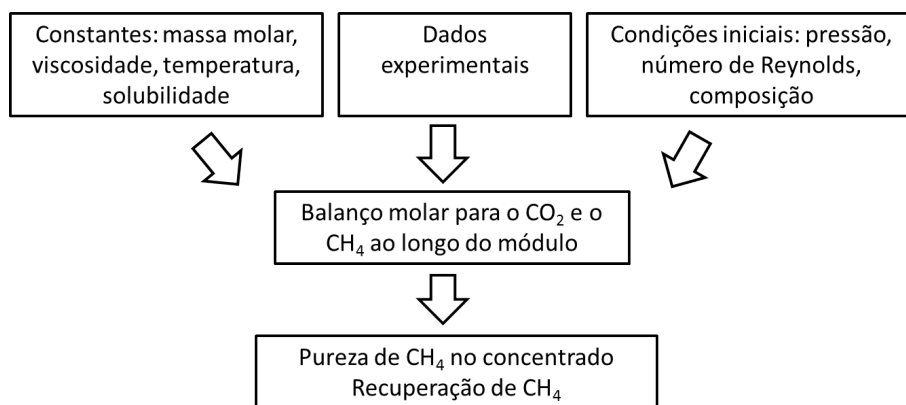 Constantes: massa molar,
viscosidade, temperatura,
solubilidade
Dados
experimentais
Condições iniciais: pressão,
número de Reynolds,
composição
Balanço molar para o CO₂ e o
CH₄ ao longo do módulo
Pureza de CH₄ no concentrado
Recuperação de CH₄